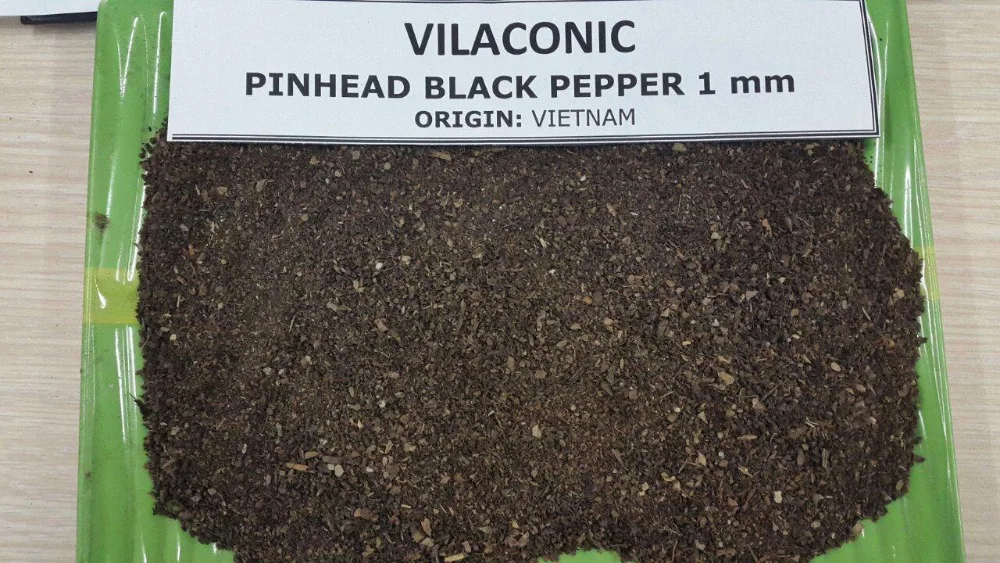 VILACONIC
PINHEAD BLACK PEPPER 1 mm
ORIGIN: VIETNAM